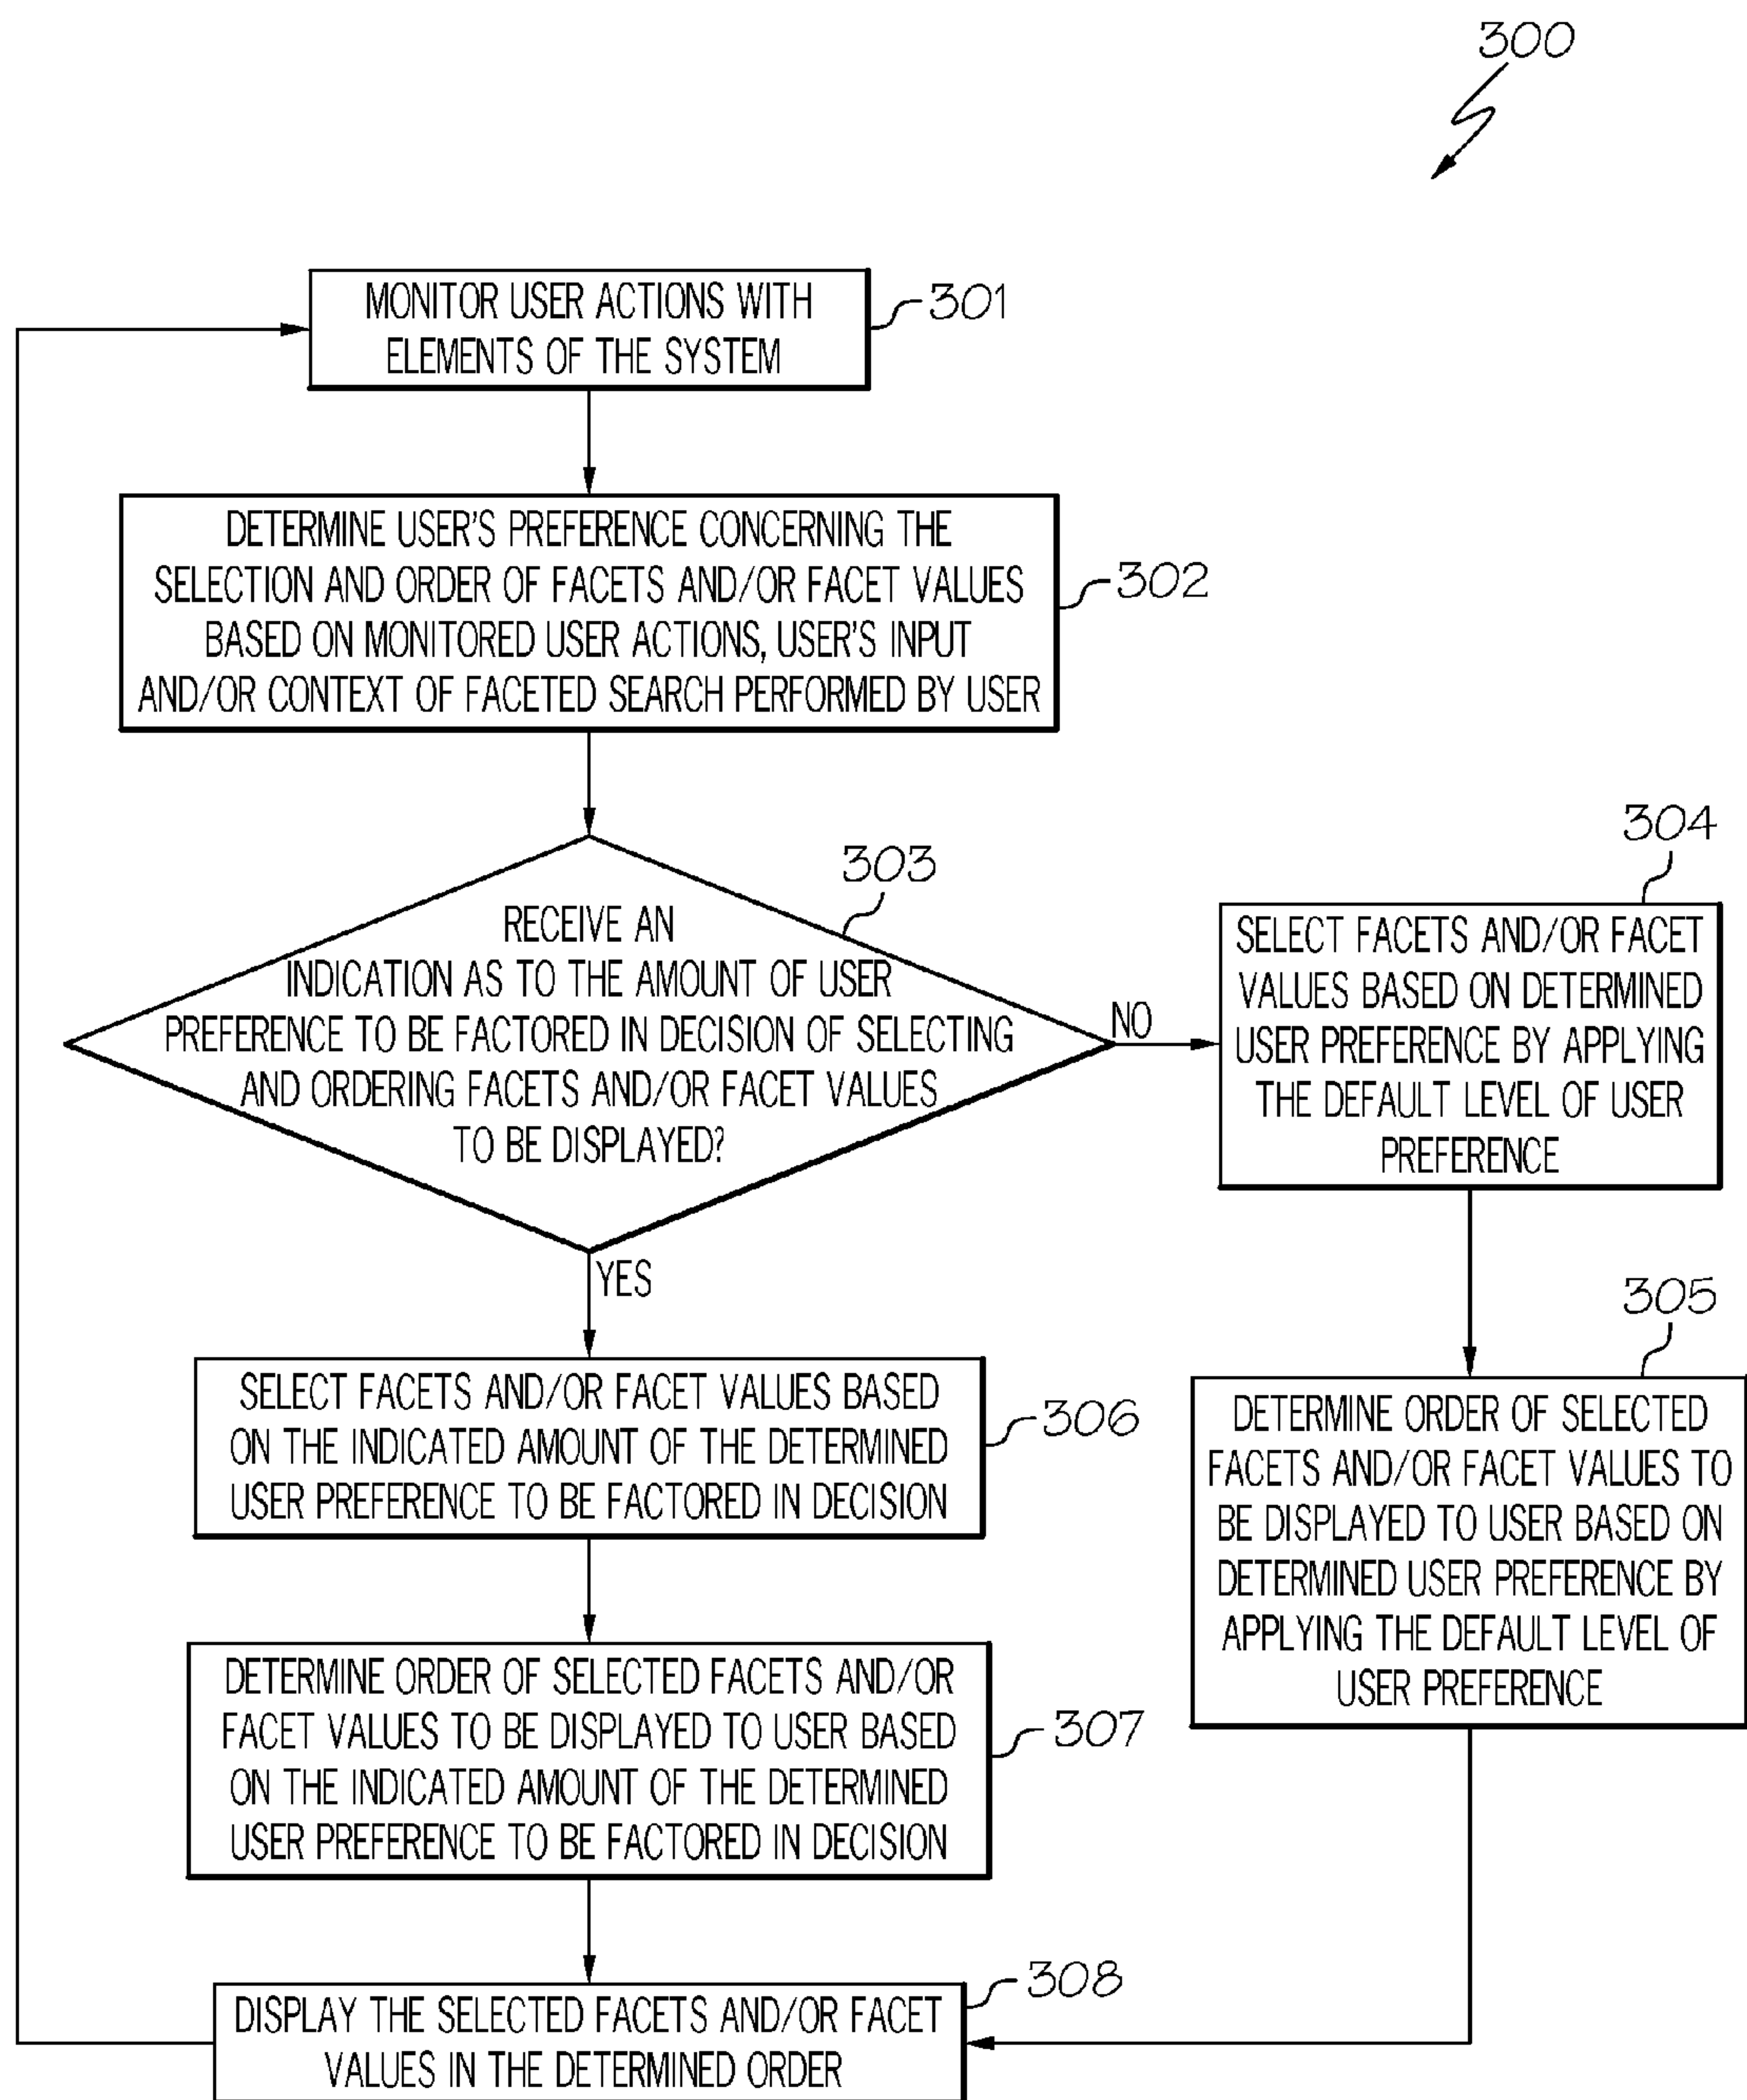 300
MONITOR USER ACTIONS WITH
ELEMENTS OF THE SYSTEM
301
DETERMINE USER'S PREFERENCE CONCERNING THE
SELECTION AND ORDER OF FACETS AND/OR FACET VALUES
BASED ON MONITORED USER ACTIONS, USER'S INPUT
AND/OR CONTEXT OF FACETED SEARCH PERFORMED BY USER
302
303
RECEIVE AN
INDICATION AS TO THE AMOUNT OF USER
PREFERENCE TO BE FACTORED IN DECISION OF SELECTING
AND ORDERING FACETS AND/OR FACET VALUES
TO BE DISPLAYED?
NO
YES
304
SELECT FACETS AND/OR FACET
VALUES BASED ON DETERMINED
USER PREFERENCE BY APPLYING
THE DEFAULT LEVEL OF USER
PREFERENCE
305
DETERMINE ORDER OF SELECTED
FACETS AND/OR FACET VALUES TO
BE DISPLAYED TO USER BASED ON
DETERMINED USER PREFERENCE BY
APPLYING THE DEFAULT LEVEL OF
USER PREFERENCE
SELECT FACETS AND/OR FACET VALUES BASED
ON THE INDICATED AMOUNT OF THE DETERMINED
USER PREFERENCE TO BE FACTORED IN DECISION
306
DETERMINE ORDER OF SELECTED FACETS AND/OR
FACET VALUES TO BE DISPLAYED TO USER BASED
ON THE INDICATED AMOUNT OF THE DETERMINED
USER PREFERENCE TO BE FACTORED IN DECISION
307
DISPLAY THE SELECTED FACETS AND/OR FACET
VALUES IN THE DETERMINED ORDER
308